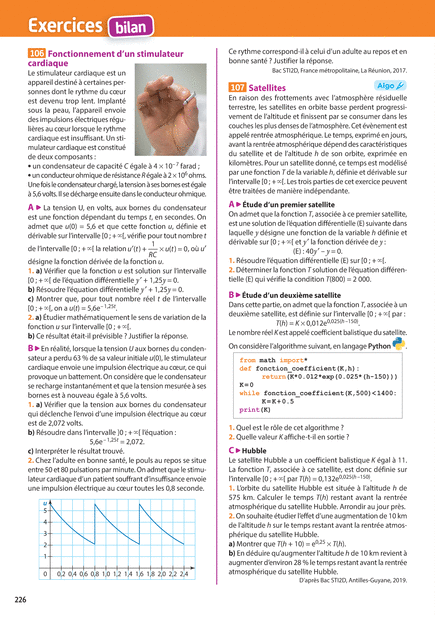 Exercices bilan
106 Fonctionnement d'un stimulateur
cardiaque
Le stimulateur cardiaque est un
appareil destiné à certaines per-
sonnes dont le rythme du cœur
est devenu trop lent. Implanté
sous la peau, l'appareil envoie
des impulsions électriques régu-
lières au cœur lorsque le rythme
cardiaque est insuffisant. Un sti-
mulateur cardiaque est constitué
de deux composants :
• un condensateur de capacité C égale à 4 × 10⁻⁷ farad ;
• un conducteur ohmique de résistance R égale à 2 × 10⁶ ohms.
Une fois le condensateur chargé, la tension à ses bornes est égale
à 5,6 volts. Il se décharge ensuite dans le conducteur ohmique.
A ▶ La tension U, en volts, aux bornes du condensateur
est une fonction dépendant du temps t, en secondes. On
admet que u(0) = 5,6 et que cette fonction u, définie et
dérivable sur l'intervalle [0 ; +∞[, vérifie pour tout nombre t
de l'intervalle [0 ; +∞[ la relation u'(t) + 1/RC × u(t) = 0, où u'
désigne la fonction dérivée de la fonction u.
1. a) Vérifier que la fonction u est solution sur l'intervalle
[0 ; +∞[ de l'équation différentielle y' + 1,25y = 0.
b) Résoudre l'équation différentielle y' + 1,25y = 0.
c) Montrer que, pour tout nombre réel t de l'intervalle
[0 ; +∞[, on a u(t) = 5,6e⁻¹,²⁵ᵗ.
2. a) Étudier mathématiquement le sens de variation de la
fonction u sur l'intervalle [0 ; +∞[.
b) Ce résultat était-il prévisible ? Justifier la réponse.
B ▶ En réalité, lorsque la tension U aux bornes du conden-
sateur a perdu 63 % de sa valeur initiale u(0), le stimulateur
cardiaque envoie une impulsion électrique au cœur, ce qui
provoque un battement. On considère que le condensateur
se recharge instantanément et que la tension mesurée à ses
bornes est à nouveau égale à 5,6 volts.
1. a) Vérifier que la tension aux bornes du condensateur
qui déclenche l'envoi d'une impulsion électrique au cœur
est de 2,072 volts.
b) Résoudre dans l'intervalle ]0 ; +∞[ l'équation :
5,6e⁻¹,²⁵ᵗ = 2,072.
c) Interpréter le résultat trouvé.
2. Chez l'adulte en bonne santé, le pouls au repos se situe
entre 50 et 80 pulsations par minute. On admet que le stimu-
lateur cardiaque d'un patient souffrant d'insuffisance envoie
une impulsion électrique au cœur toutes les 0,8 seconde.
u
5
4
3
2
1
0 0,2 0,4 0,6 0,8 1,0 1,2 1,4 1,6 1,8 2,0 2,2 2,4
226
Ce rythme correspond-il à celui d'un adulte au repos et en
bonne santé ? Justifier la réponse.
Bac STI2D, France métropolitaine, La Réunion, 2017.
107 Satellites
Algo
En raison des frottements avec l'atmosphère résiduelle
terrestre, les satellites en orbite basse perdent progressi-
vement de l'altitude et finissent par se consumer dans les
couches les plus denses de l'atmosphère. Cet évènement est
appelé rentrée atmosphérique. Le temps, exprimé en jours,
avant la rentrée atmosphérique dépend des caractéristiques
du satellite et de l'altitude h de son orbite, exprimée en
kilomètres. Pour un satellite donné, ce temps est modélisé
par une fonction T de la variable h, définie et dérivable sur
l'intervalle [0 ; +∞[. Les trois parties de cet exercice peuvent
être traitées de manière indépendante.
A ▶ Étude d'un premier satellite
On admet que la fonction T, associée à ce premier satellite,
est une solution de l'équation différentielle (E) suivante dans
laquelle y désigne une fonction de la variable h définie et
dérivable sur [0 ; +∞[ et y' la fonction dérivée de y :
(E) : 40y' – y = 0.
1. Résoudre l'équation différentielle (E) sur [0 ; +∞[.
2. Déterminer la fonction T solution de l'équation différen-
tielle (E) qui vérifie la condition T(800) = 2 000.
B ▶ Étude d'un deuxième satellite
Dans cette partie, on admet que la fonction T, associée à un
deuxième satellite, est définie sur l'intervalle [0 ; +∞[ par :
T(h) = K × 0,012e^0,025(h–150).
Le nombre réel K est appelé coefficient balistique du satellite.
On considère l'algorithme suivant, en langage Python
from math import*
def fonction_coefficient(K,h):
return(K*0.012*exp(0.025*(h-150)))
K=0
while fonction_coefficient(K,500)<1400:
K=K+0.5
print(K)
1. Quel est le rôle de cet algorithme ?
2. Quelle valeur K affiche-t-il en sortie ?
C ▶ Hubble
Le satellite Hubble a un coefficient balistique K égal à 11.
La fonction T, associée à ce satellite, est donc définie sur
l'intervalle [0 ; +∞[ par T(h) = 0,132e^0,025(h–150).
1. L'orbite du satellite Hubble est située à l'altitude h de
575 km. Calculer le temps T(h) restant avant la rentrée
atmosphérique du satellite Hubble. Arrondir au jour près.
2. On souhaite étudier l'effet d'une augmentation de 10 km
de l'altitude h sur le temps restant avant la rentrée atmos-
phérique du satellite Hubble.
a) Montrer que T(h + 10) = e^0,25 × T(h).
b) En déduire qu'augmenter l'altitude h de 10 km revient à
augmenter d'environ 28 % le temps restant avant la rentrée
atmosphérique du satellite Hubble.
D'après Bac STI2D, Antilles-Guyane, 2019.